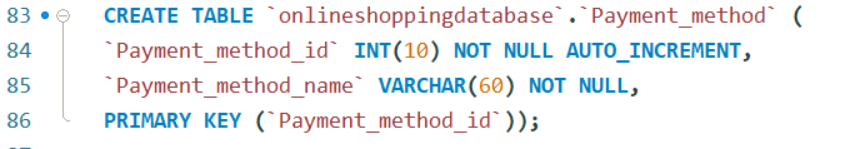 83 CREATE TABLE `onlineshoppingdatabase`.`Payment_method` (
84 `Payment_method_id` INT(10) NOT NULL AUTO_INCREMENT,
85 `Payment_method_name` VARCHAR(60) NOT NULL,
86 PRIMARY KEY (`Payment_method_id`));